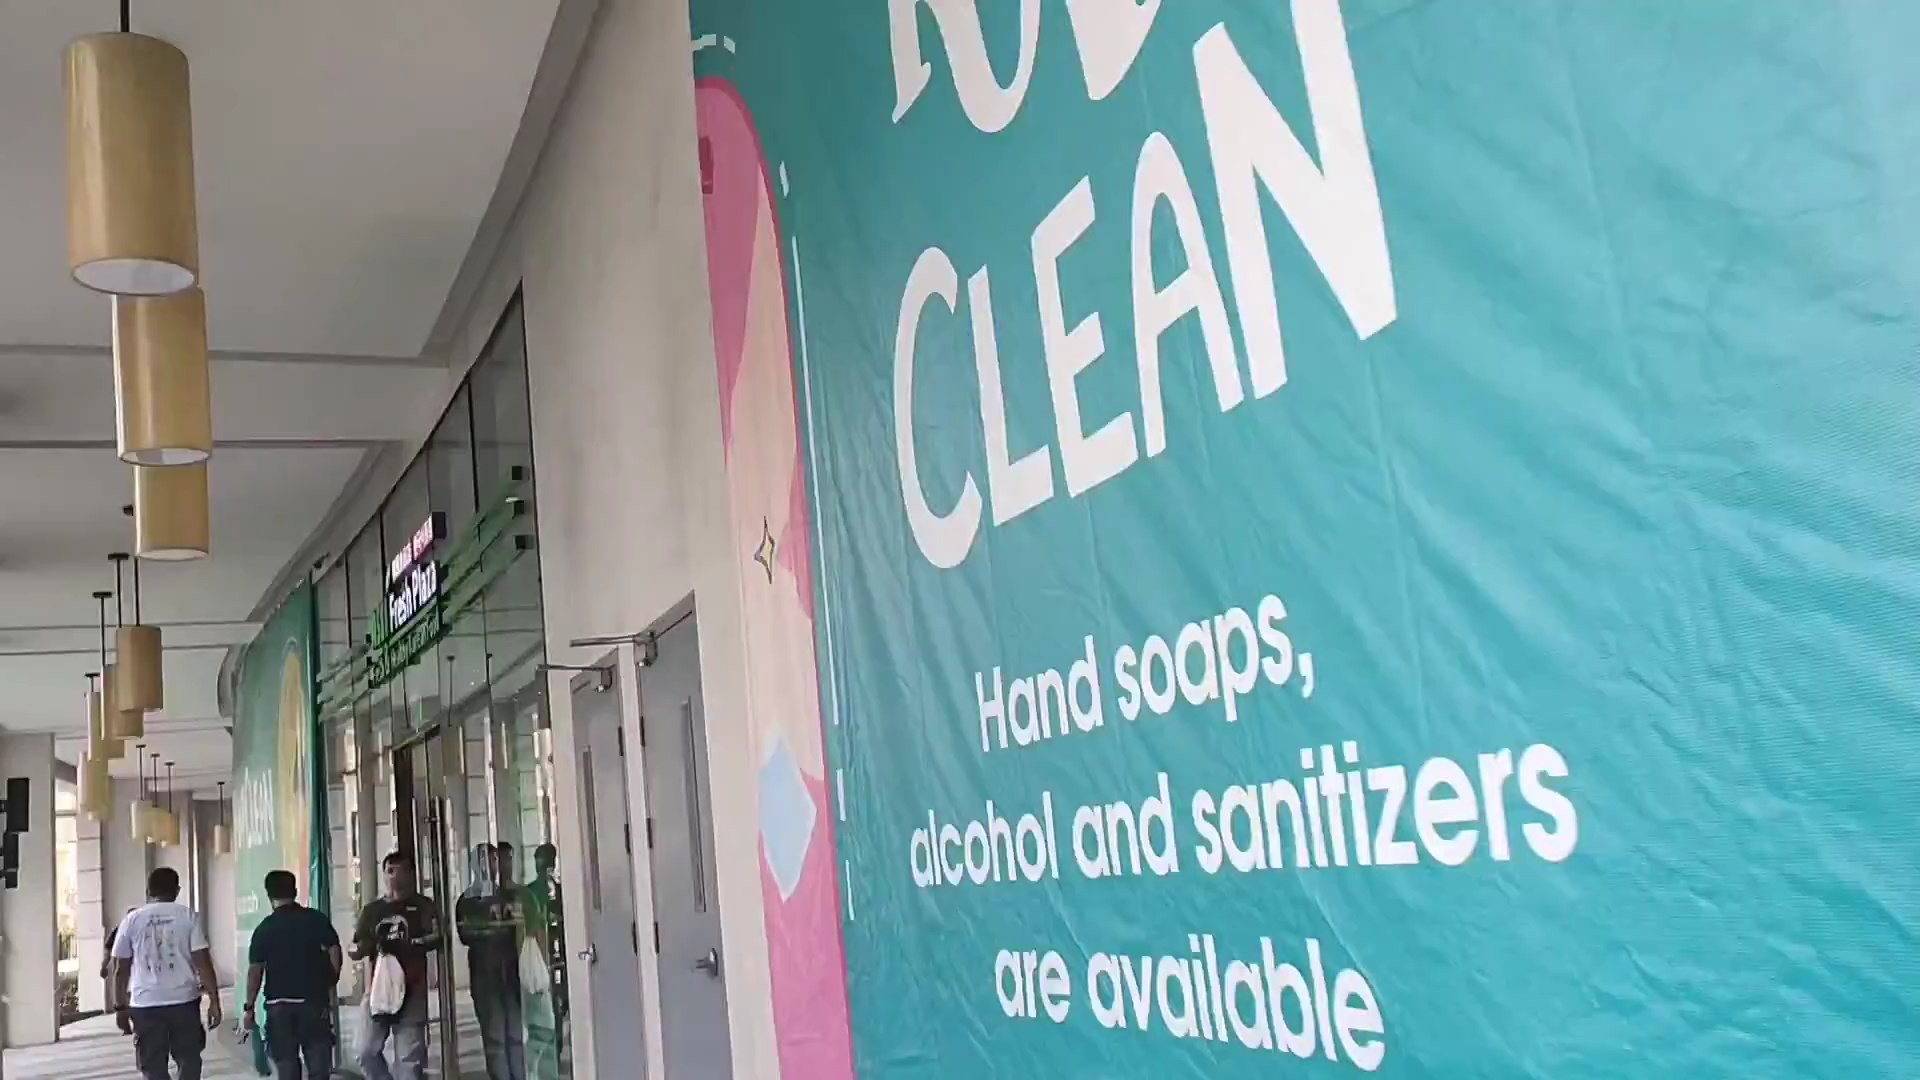 CLEAN
Hand soaps,
alcohol and sanitizers
are available
Fresh Plaza